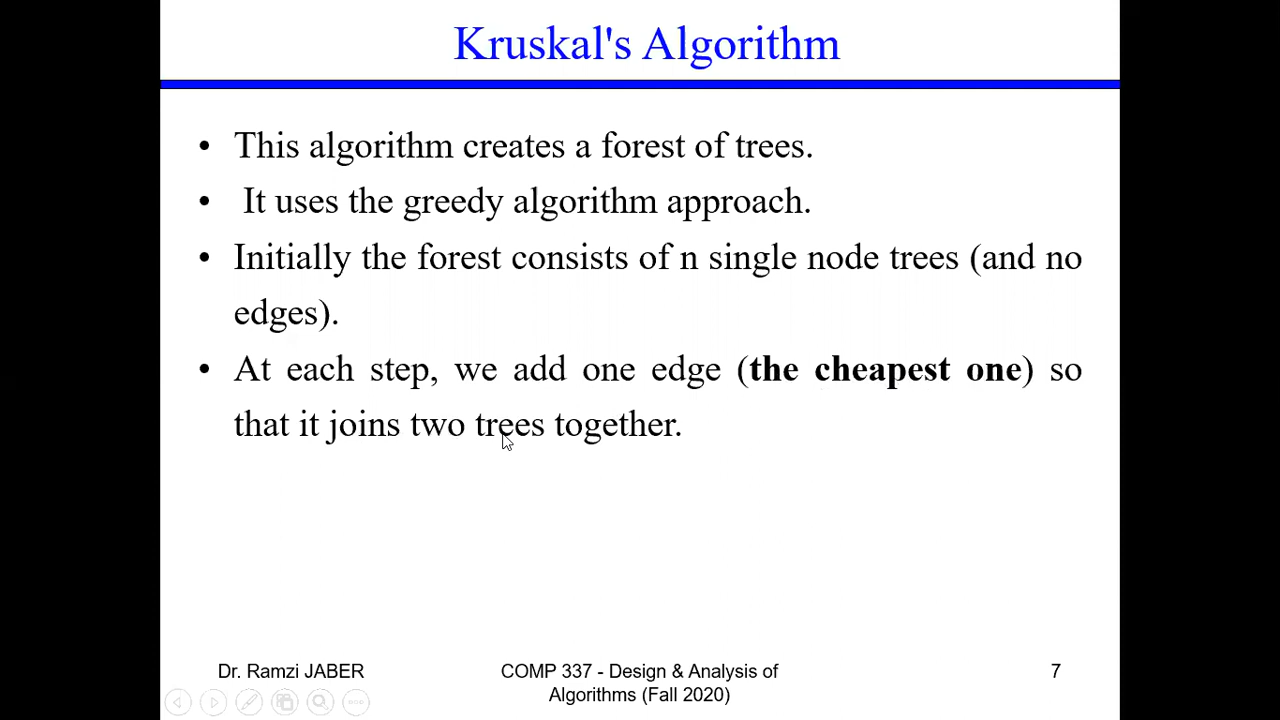 Kruskal's Algorithm
• This algorithm creates a forest of trees.
• It uses the greedy algorithm approach.
• Initially the forest consists of n single node trees (and no
edges).
• At each step, we add one edge (the cheapest one) so
that it joins two trees together.
Dr. Ramzi JABER
COMP 337 - Design & Analysis of
Algorithms (Fall 2020)
7